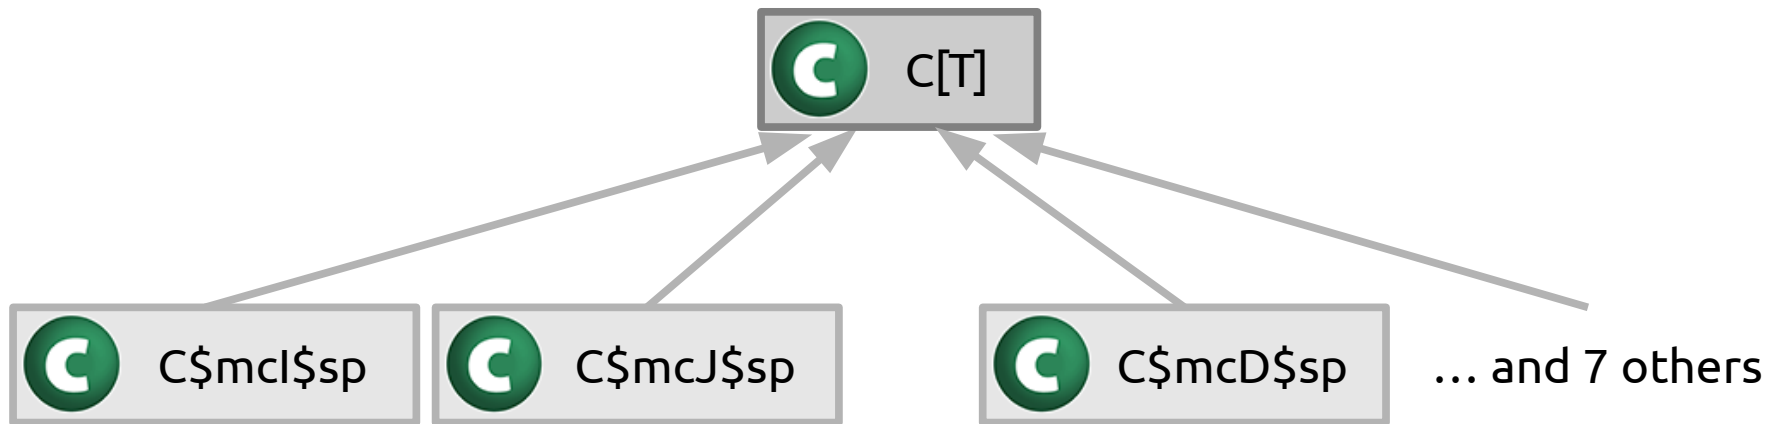 C C[T]
C C$mcI$sp C C$mcJ$sp C C$mcD$sp … and 7 others